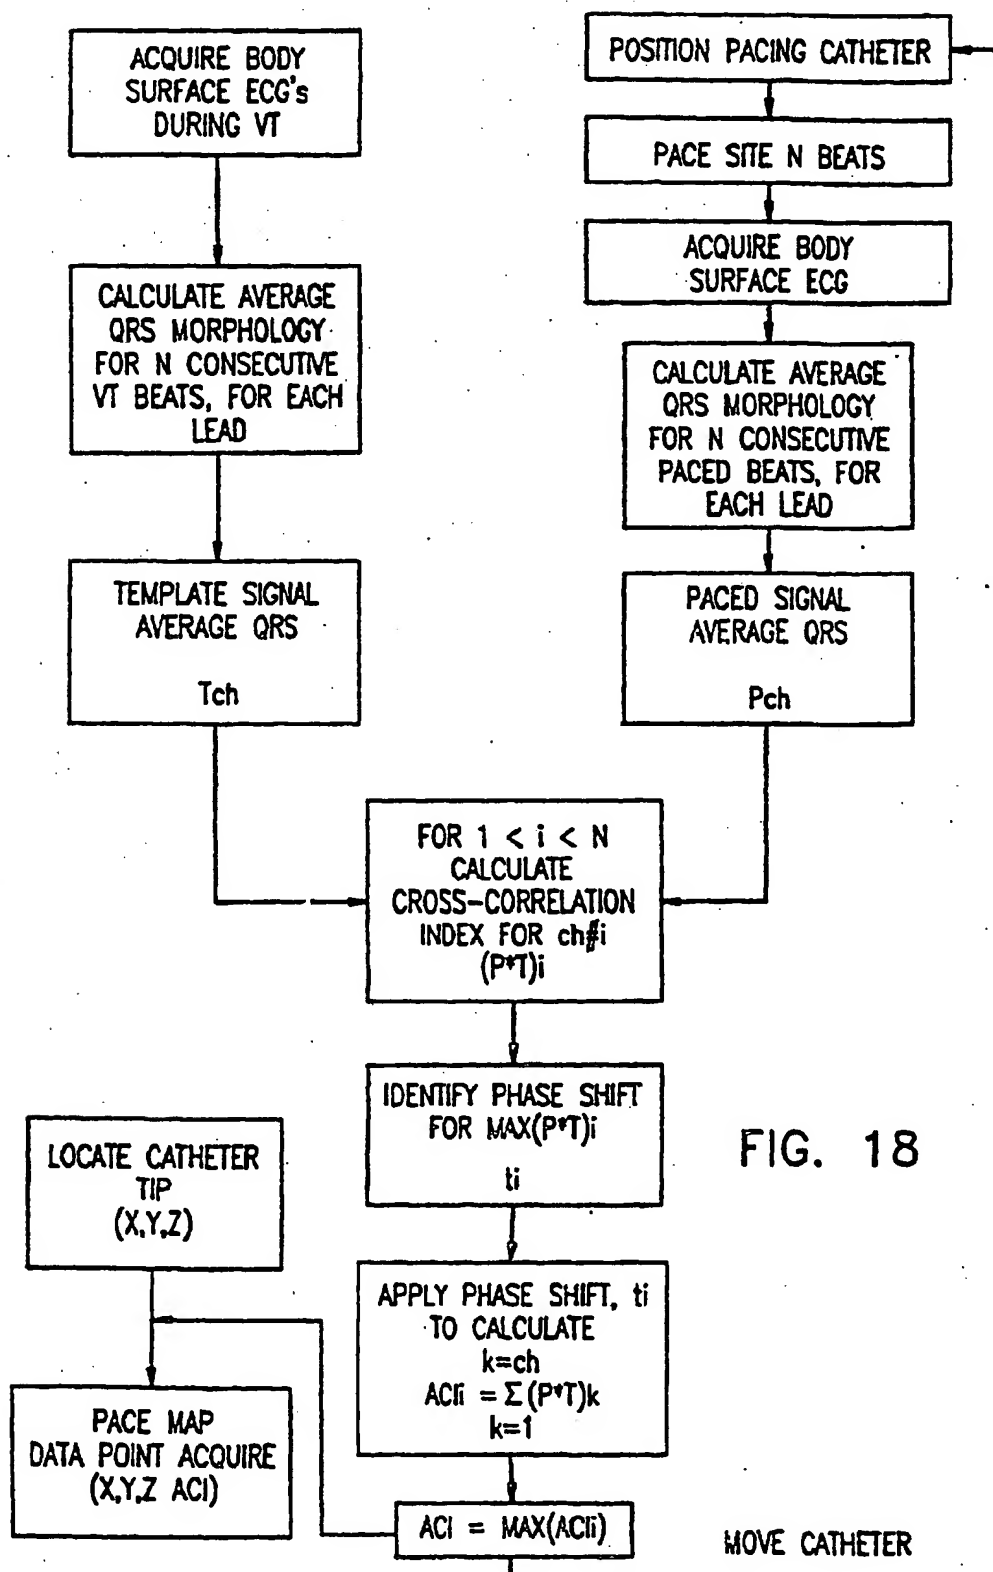 ACQUIRE BODY
SURFACE ECG's
DURING VT
CALCULATE AVERAGE
QRS MORPHOLOGY
FOR N CONSECUTIVE
VT BEATS, FOR EACH
LEAD
TEMPLATE SIGNAL
AVERAGE QRS
Tch
POSITION PACING CATHETER
PACE SITE N BEATS
ACQUIRE BODY
SURFACE ECG
CALCULATE AVERAGE
QRS MORPHOLOGY
FOR N CONSECUTIVE
PACED BEATS, FOR
EACH LEAD
PACED SIGNAL
AVERAGE QRS
Pch
FOR 1 < i < N
CALCULATE
CROSS-CORRELATION
INDEX FOR ch#i
(P*T)i
IDENTIFY PHASE SHIFT
FOR MAX(P*T)i
ti
FIG. 18
LOCATE CATHETER
TIP
(X,Y,Z)
APPLY PHASE SHIFT, ti
TO CALCULATE
k=ch
ACIi = Σ(P*T)k
k=1
PACE MAP
DATA POINT ACQUIRE
(X,Y,Z ACI)
ACI = MAX(ACIi)
MOVE CATHETER